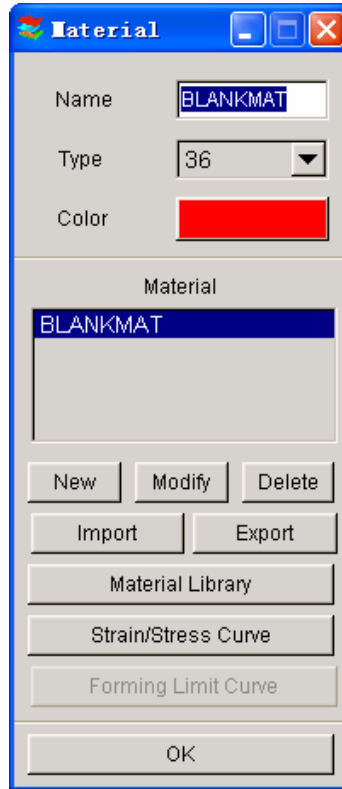 Material
Name BLANKMAT
Type 36
Color
Material
BLANKMAT
New Modify Delete
Import Export
Material Library
Strain/Stress Curve
Forming Limit Curve
OK